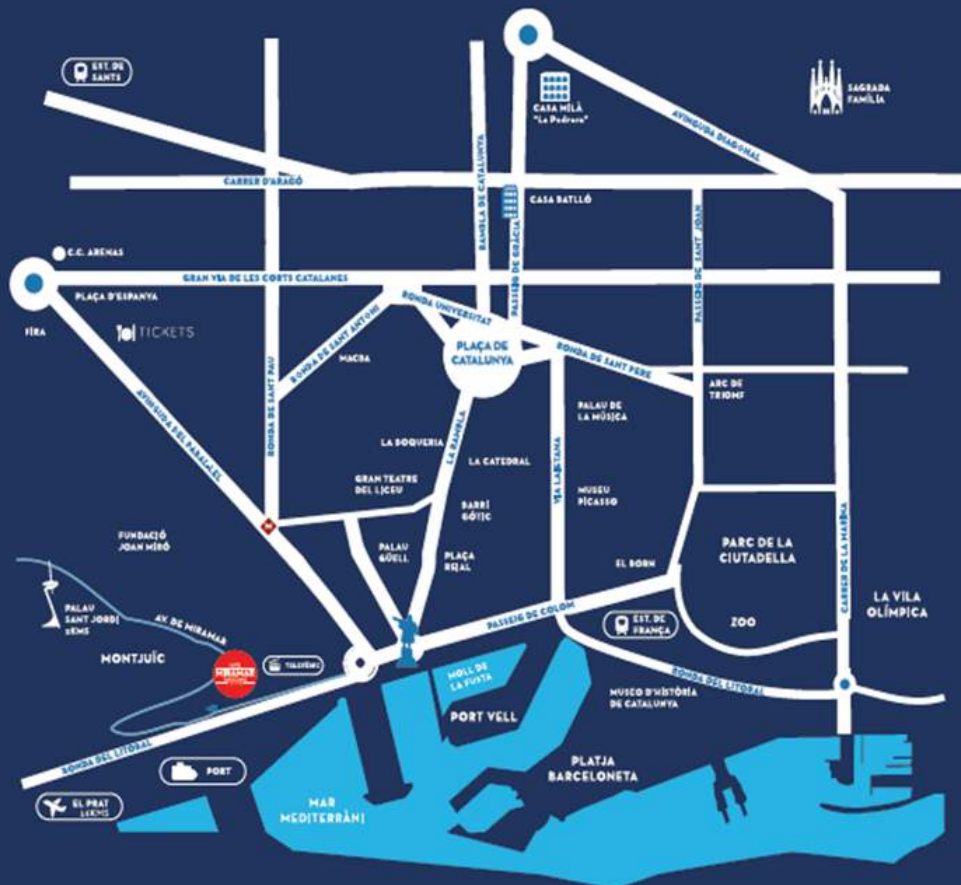 EST. DE
SANTS
CASA MILÀ
"La Pedrera"
SAGRADA
FAMÍLIA
AVINGUDA DIAGONAL
RAMBLA DE CATALUNYA
CARRER D'ARAGÓ
CASA BATLLÓ
PASSEIG DE GRÀCIA
PASSEIG DE SANT JOAN
C.C. ARENAS
GRAN VIA DE LES CORTS CATALANES
PLAÇA D'ESPANYA
FIRA
TICKETS
RONDA DE SANT ANTONI
RONDA UNIVERSITAT
MACBA
PLAÇA DE
CATALUNYA
RONDA DE SANT PERE
ARC DE
TRIOMF
AVINGUDA DEL PARAL·LEL
RONDA DE SANT PAU
PALAU DE
LA MÚSICA
LA BOQUERIA
LA RAMBLA
LA CATEDRAL
VIA LAIETANA
GRAN TEATRE
DEL LICEU
BARRI
GÒTIC
MUSEU
PICASSO
FUNDACIÓ
JOAN MIRÓ
PALAU
GÜELL
PLAÇA
REIAL
EL BORN
PARC DE LA
CIUTADELLA
CARRER DE LA MARINA
LA VILA
OLÍMPICA
PALAU
SANT JORDI
2KMS
AV. DE MIRAMAR
PASSEIG DE COLOM
EST. DE
FRANÇA
ZOO
MONTJUÏC
MIRAMAR
TELEFÈRIC
MOLL DE
LA FUSTA
RONDA DEL LITORAL
MUSEO D'HISTÒRIA
DE CATALUNYA
PORT VELL
RONDA DEL LITORAL
PORT
PLATJA
BARCELONETA
EL PRAT
MAR
MEDITERRÀNI